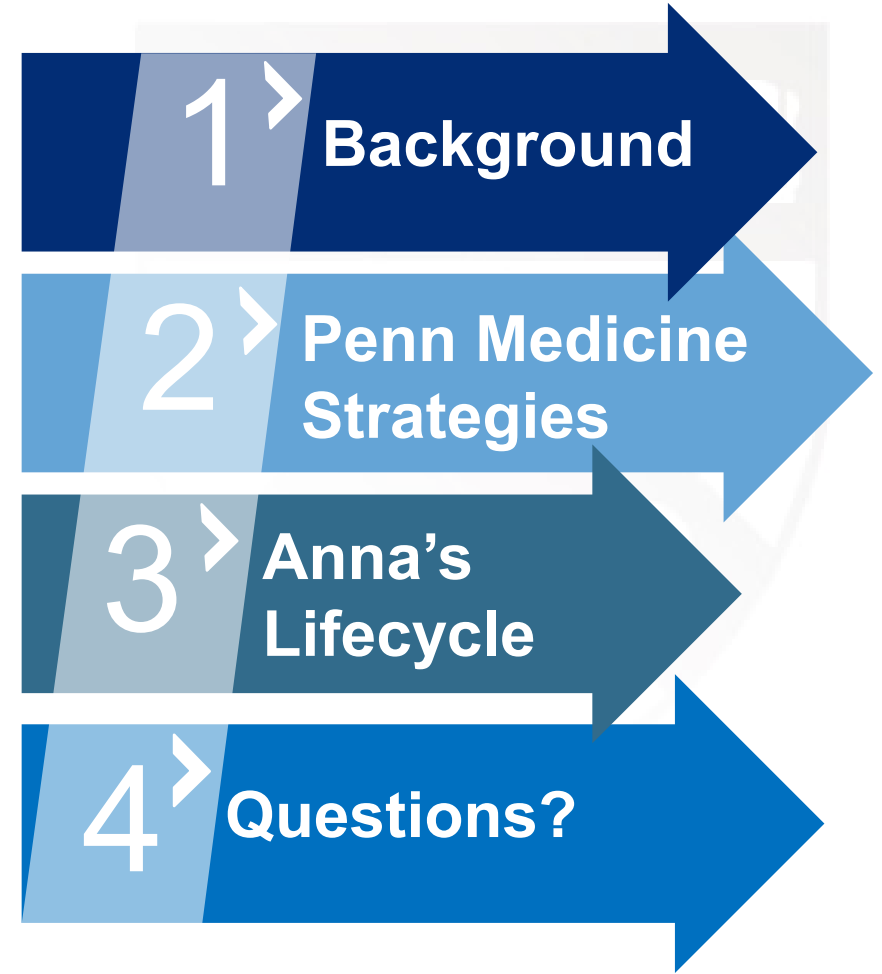 1
Background
2
Penn Medicine
Strategies
3
Anna’s
Lifecycle
4
Questions?